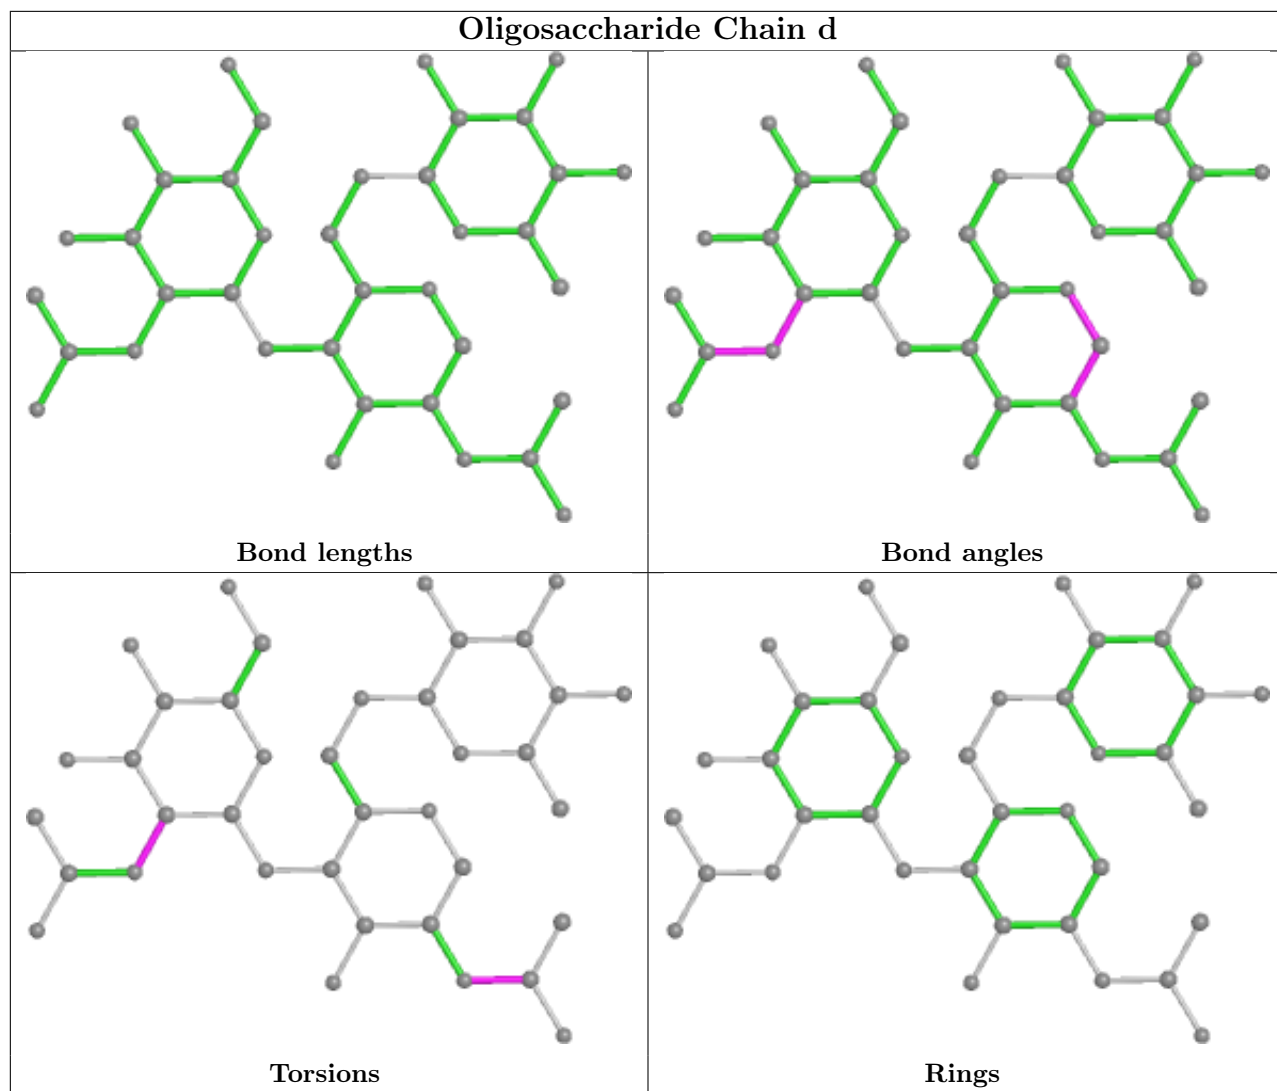 Oligosaccharide Chain d
Bond lengths
Bond angles
Torsions
Rings